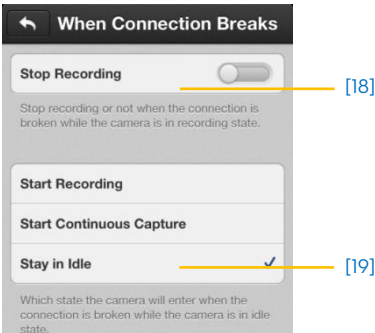 When Connection Breaks
Stop Recording
[18]
Stop recording or not when the connection is
broken while the camera is in recording state.
Start Recording
Start Continuous Capture
Stay in Idle
[19]
Which state the camera will enter when the
connection is broken while the camera is in idle
state.